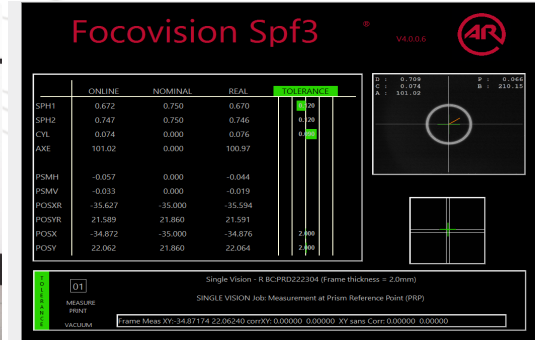 Focovision Spf3 ®
V4.0.0.6
AR
ONLINE NOMINAL REAL TOLERANCE
SPH1 0.672 0.750 0.670 0.120
SPH2 0.747 0.750 0.746 0.120
CYL 0.074 0.000 0.076 0.090
AXE 101.02 0.000 100.97
PSMH -0.057 0.000 -0.044
PSMV -0.033 0.000 -0.019
POSXR -35.627 -35.000 -35.594
POSYR 21.589 21.860 21.591
POSX -34.872 -35.000 -34.876 2.000
POSY 22.062 21.860 22.064 2.000
D : 0.709 P : 0.066
C : 0.074 B : 210.15
A : 101.02
TOLERANCE
01
MEASURE
PRINT
VACUUM
Single Vision - R BC:PRD222304 (Frame thickness = 2,0mm)
SINGLE VISION Job: Measurement at Prism Reference Point (PRP)
Frame Meas XY:-34.87174 22.06240 corrXY: 0.00000 0.00000 XY sans Corr: 0.00000 0.00000